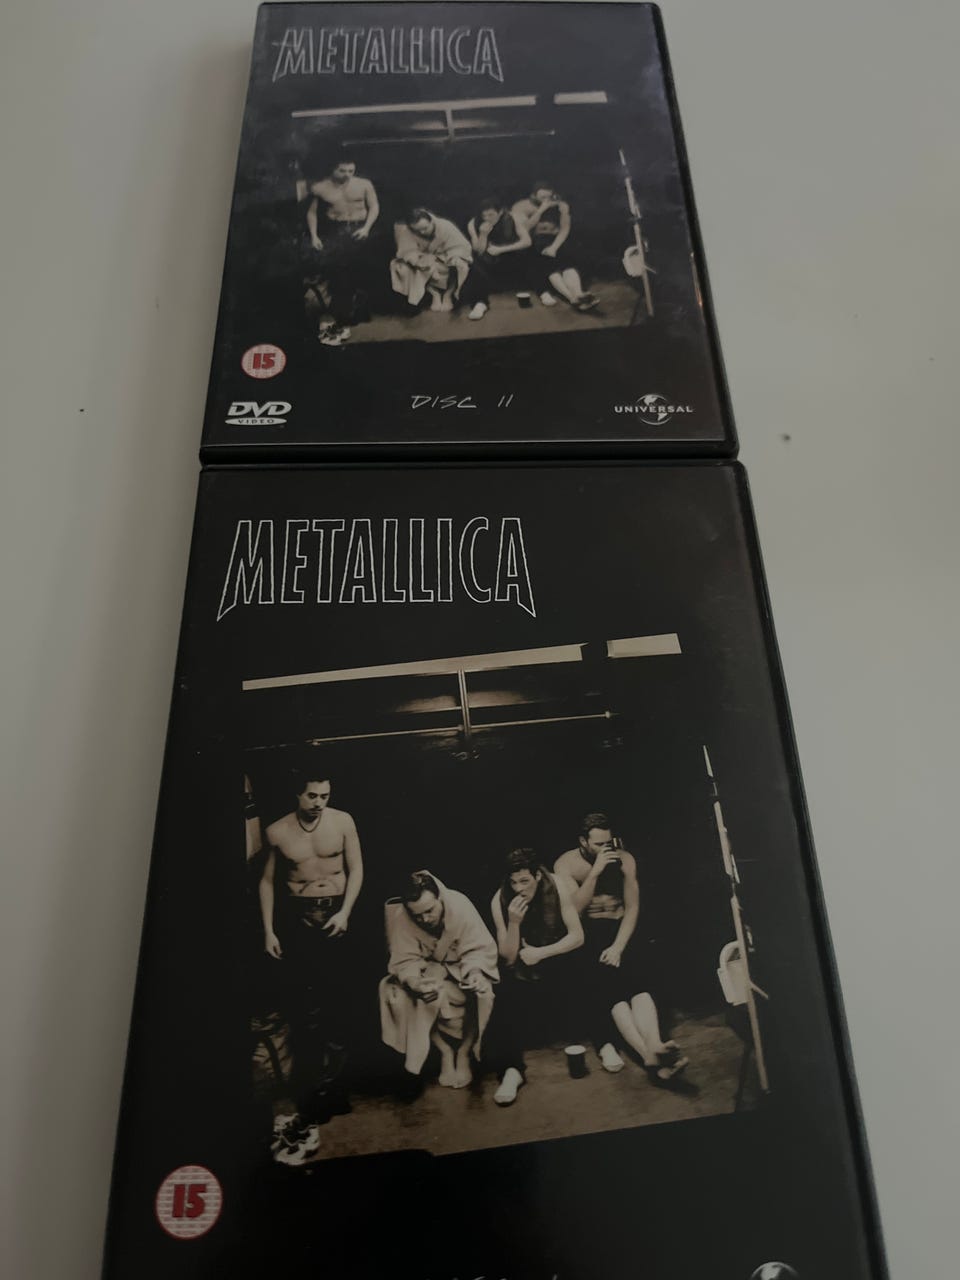 METALLICA
15
DVD
VIDEO
DISC II
UNIVERSAL
METALLICA
15